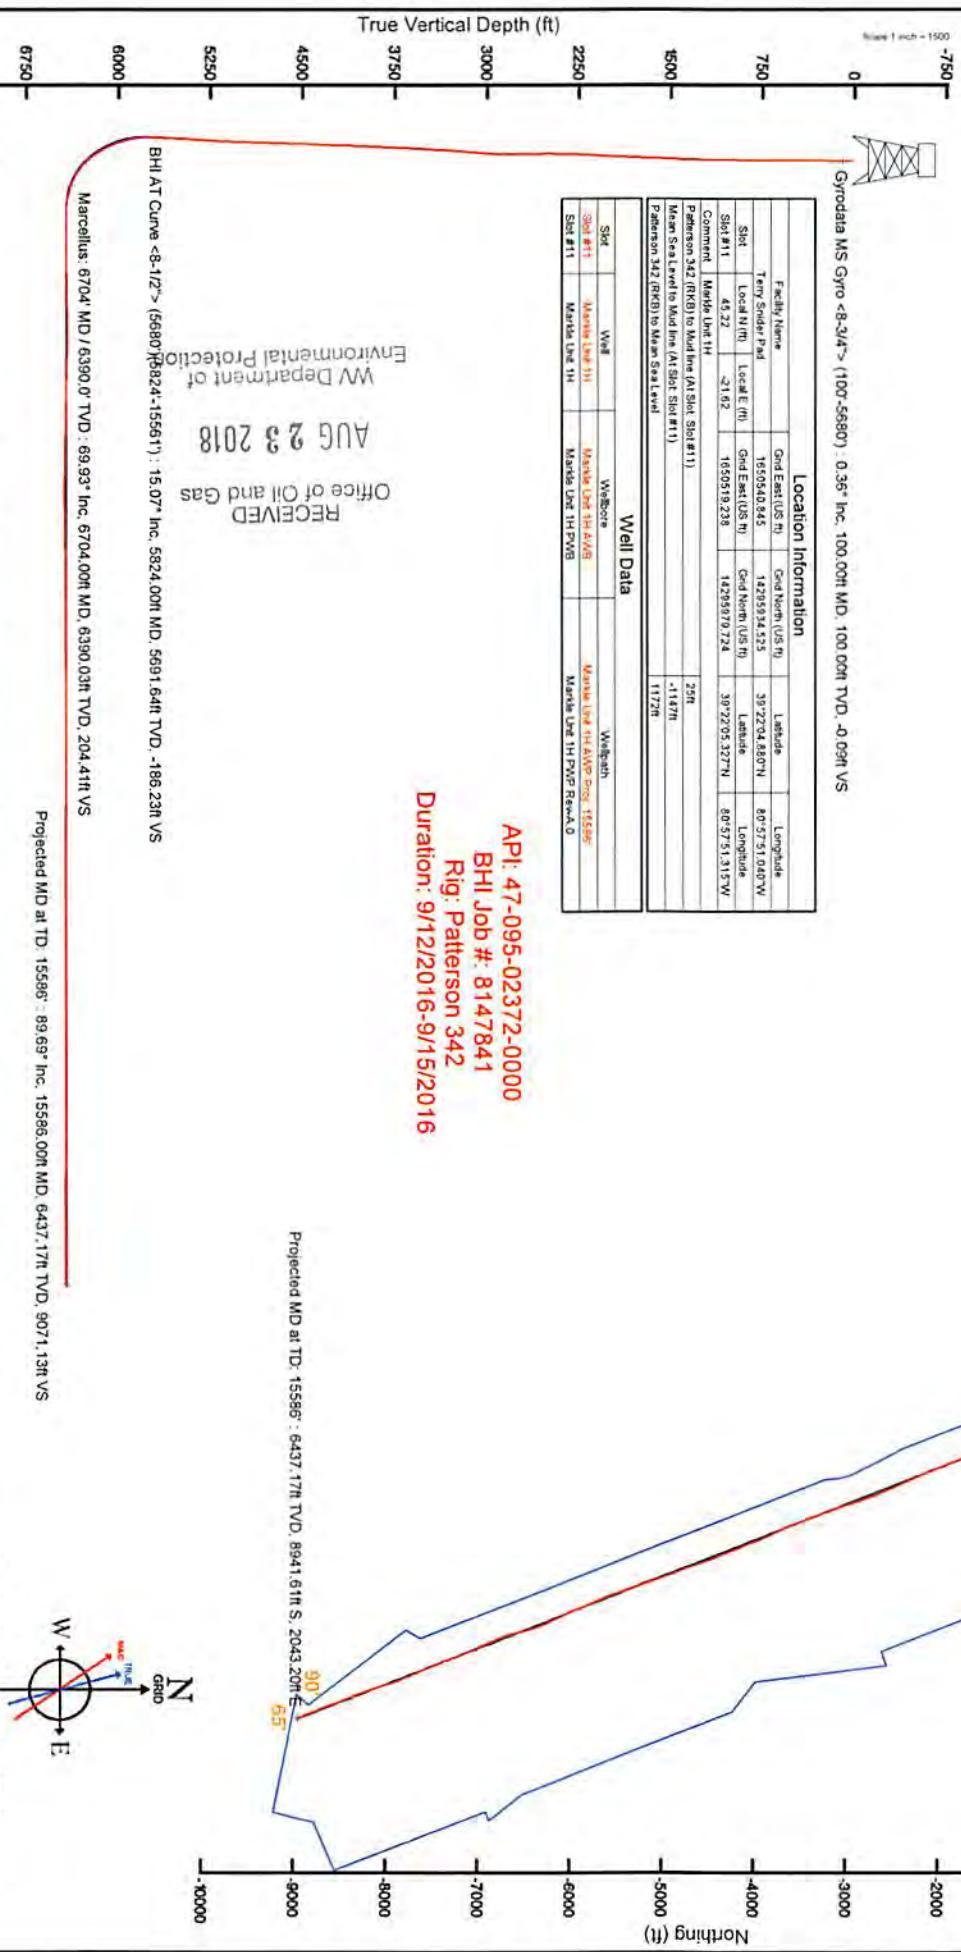 True Vertical Depth (ft)
Scale 1 inch = 1500
-750
0
750
1500
2250
3000
3750
4500
5250
6000
6750
Gyrodata MS Gyro <8-3/4"> (100'-5680') : 0.36° Inc, 100.00ft MD, 100.00ft TVD, -0.09ft VS
Location Information
Facility Name Grid East (US ft) Grid North (US ft) Latitude Longitude
Terry Snider Pad 1650540.845 14295934.525 39°22'04.880"N 80°57'51.040"W
Slot Local N (ft) Local E (ft) Grid East (US ft) Grid North (US ft) Latitude Longitude
Slot #11 45.22 -21.62 1650519.238 14295979.724 39°22'05.327"N 80°57'51.315"W
Comment Markle Unit 1H
Patterson 342 (RKB) to Mud line (At Slot: Slot #11) 25ft
Mean Sea Level to Mud line (At Slot: Slot #11) -1147ft
Patterson 342 (RKB) to Mean Sea Level 1172ft
Well Data
Slot Well Wellbore Wellpath
Slot #11 Markle Unit 1H Markle Unit 1H AWB Markle Unit 1H AWP Proj: 15586'
Slot #11 Markle Unit 1H Markle Unit 1H PWB Markle Unit 1H PWP Rev-A.0
API: 47-095-02372-0000
BHI Job #: 8147841
Rig: Patterson 342
Duration: 9/12/2016-9/15/2016
RECEIVED
Office of Oil and Gas
AUG 23 2018
WV Department of
Environmental Protection
BHI AT Curve <8-1/2"> (5680')(5824'-15561') : 15.07° Inc, 5824.00ft MD, 5691.64ft TVD, -186.23ft VS
Marcellus: 6704' MD / 6390.0' TVD : 69.93° Inc, 6704.00ft MD, 6390.03ft TVD, 204.41ft VS
Projected MD at TD: 15586' : 89.69° Inc, 15586.00ft MD, 6437.17ft TVD, 9071.13ft VS
Projected MD at TD: 15586' : 6437.17ft TVD, 8941.61ft S, 2043.20ft E
90'
65'
N
GRID
TRUE
MAG
W
E
-2000
-3000
-4000
-5000
-6000
-7000
-8000
-9000
-10000
Northing (ft)